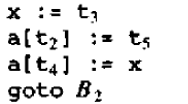 x := t₃
a[t₂] := t₅
a[t₄] := x
goto B₂